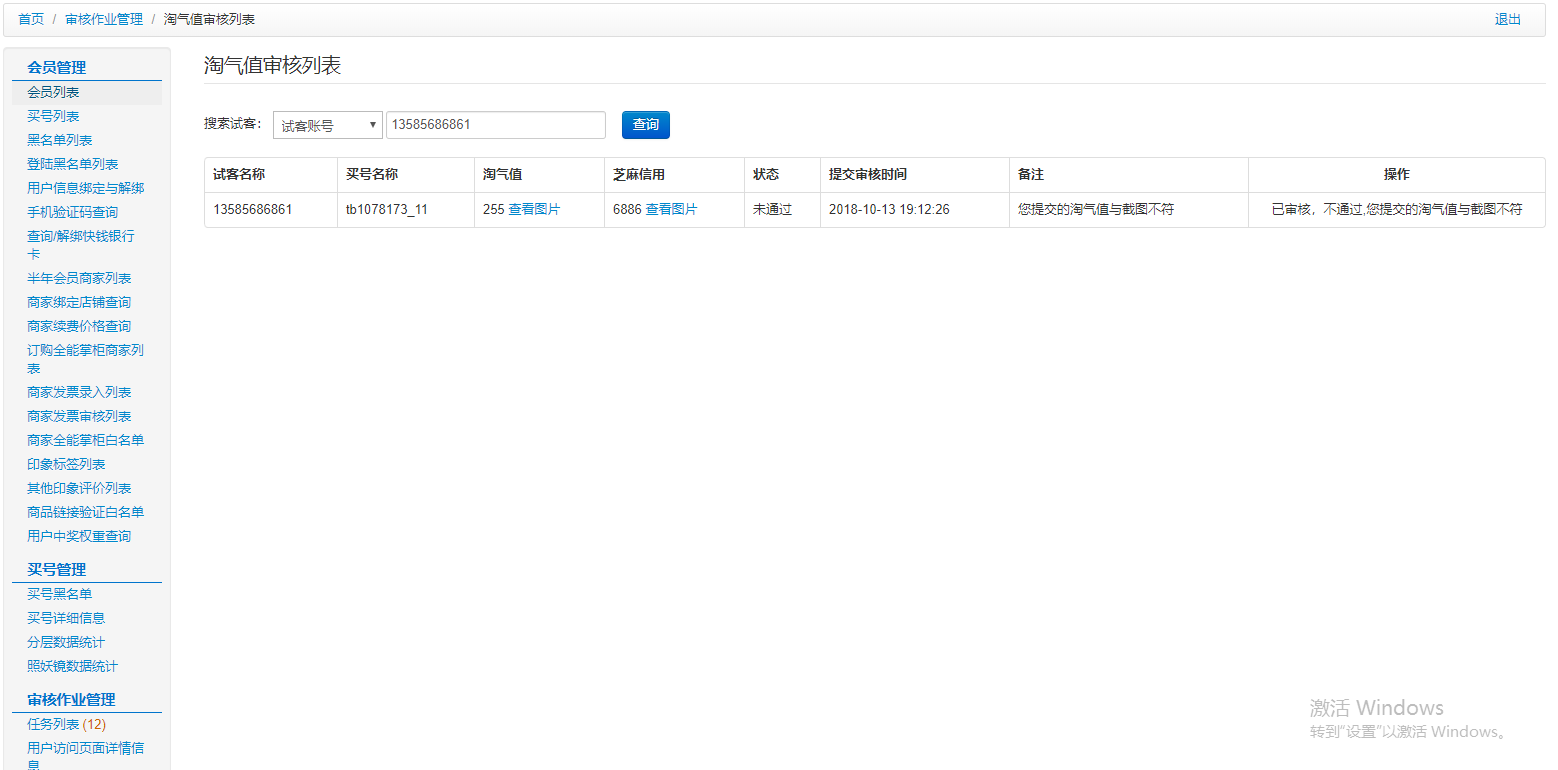 首页 / 审核作业管理 / 淘气值审核列表
退出
会员管理
会员列表
买号列表
黑名单列表
登陆黑名单列表
用户信息绑定与解绑
手机验证码查询
查询/解绑快钱银行
卡
半年会员商家列表
商家绑定店铺查询
商家续费价格查询
订购全能掌柜商家列
表
商家发票录入列表
商家发票审核列表
商家全能掌柜白名单
印象标签列表
其他印象评价列表
商品链接验证白名单
用户中奖权重查询
买号管理
买号黑名单
买号详细信息
分层数据统计
照妖镜数据统计
审核作业管理
任务列表 (12)
用户访问页面详情信
息
淘气值审核列表
搜索试客： 试客账号 13585686861 查询
试客名称 买号名称 淘气值 芝麻信用 状态 提交审核时间 备注 操作
13585686861 tb1078173_11 255 查看图片 6886 查看图片 未通过 2018-10-13 19:12:26 您提交的淘气值与截图不符 已审核，不通过,您提交的淘气值与截图不符
激活 Windows
转到"设置"以激活 Windows。